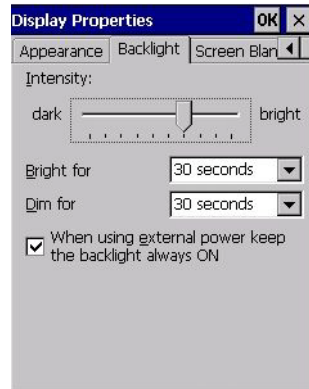 Display Properties OK ×
Appearance Backlight Screen Blan
Intensity:
dark bright
Bright for 30 seconds
Dim for 30 seconds
When using external power keep
the backlight always ON